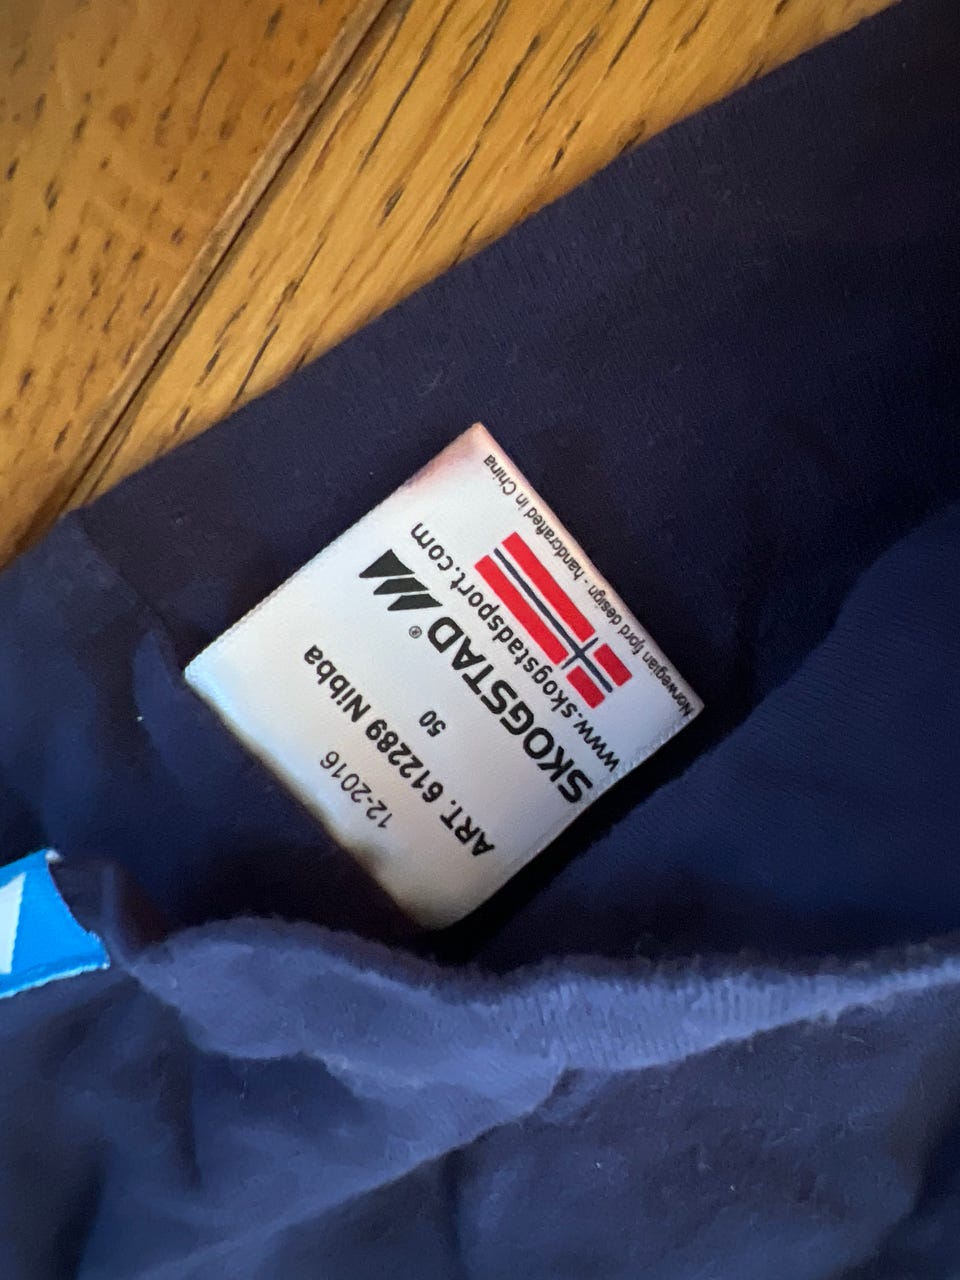 Norwegian fjord design - handcrafted in China
www.skogstadsport.com
SKOGSTAD®
50
ART. 612289 Nibba
12-2016